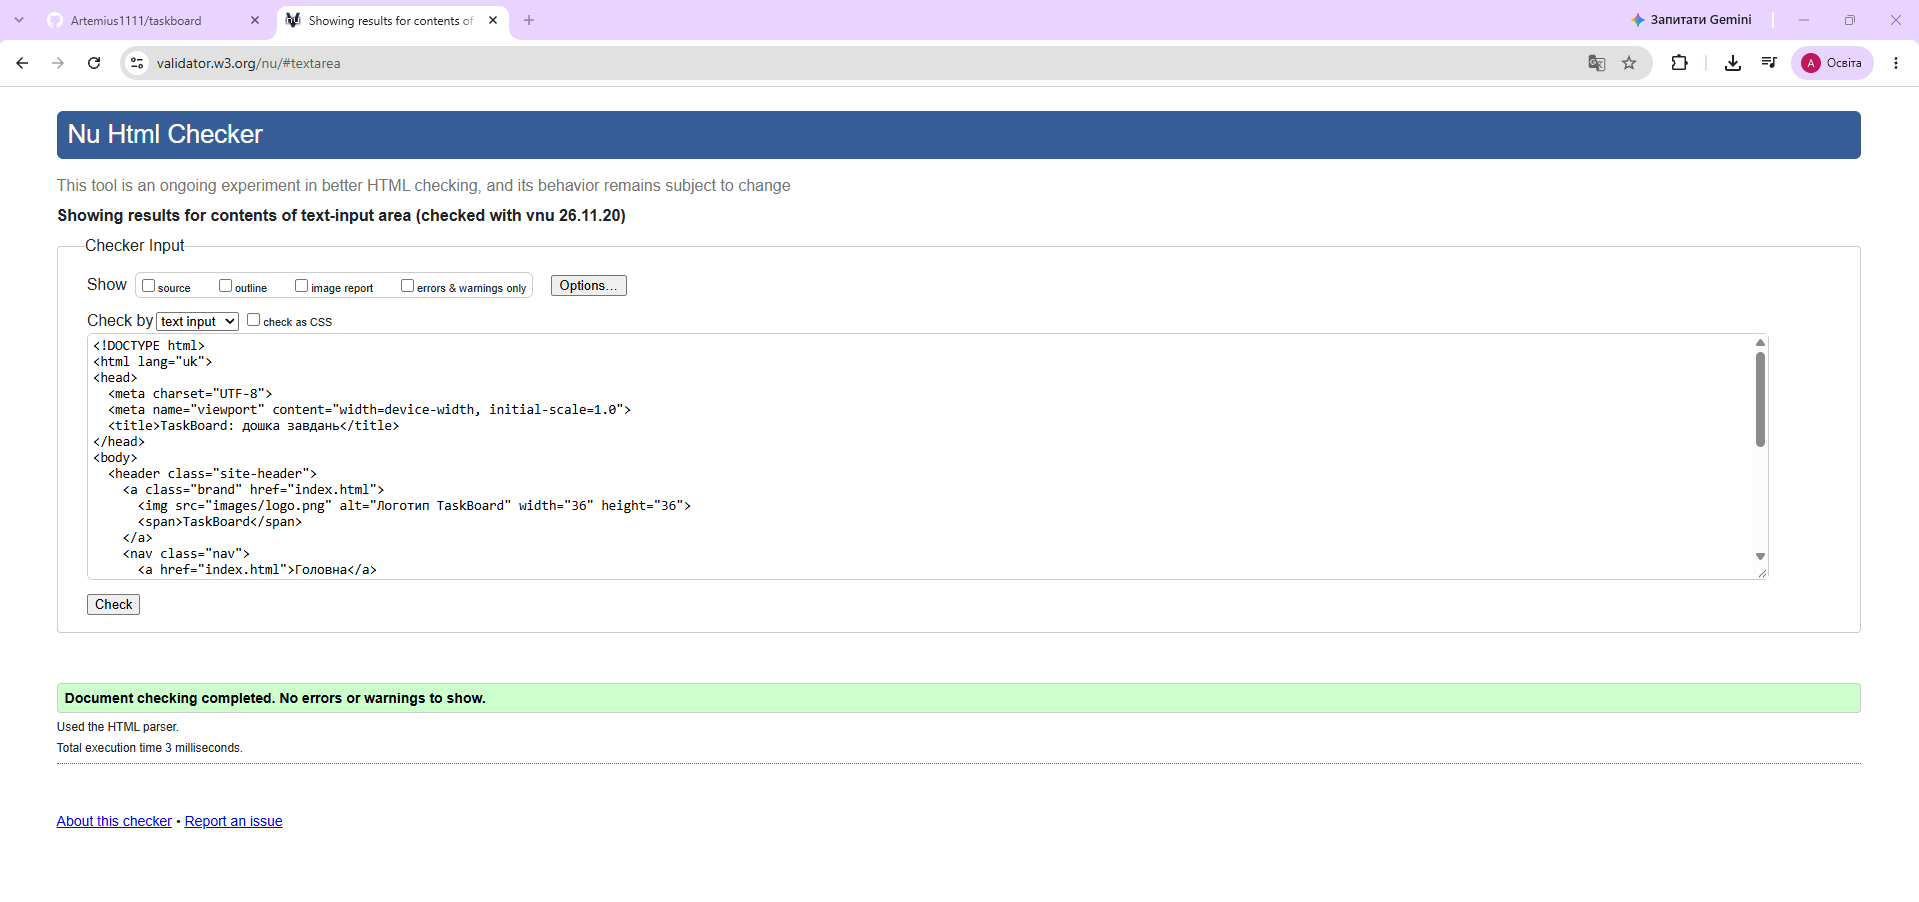 Artemius1111/taskboard
Showing results for contents of
Запитати Gemini
validator.w3.org/nu/#textarea
A
Освіта
Nu Html Checker
This tool is an ongoing experiment in better HTML checking, and its behavior remains subject to change
Showing results for contents of text-input area (checked with vnu 26.11.20)
Checker Input
Show source outline image report errors & warnings only Options...
Check by text input check as CSS
<!DOCTYPE html>
<html lang="uk">
<head>
  <meta charset="UTF-8">
  <meta name="viewport" content="width=device-width, initial-scale=1.0">
  <title>TaskBoard: дошка завдань</title>
</head>
<body>
  <header class="site-header">
    <a class="brand" href="index.html">
      <img src="images/logo.png" alt="Логотип TaskBoard" width="36" height="36">
      <span>TaskBoard</span>
    </a>
    <nav class="nav">
      <a href="index.html">Головна</a>
Check
Document checking completed. No errors or warnings to show.
Used the HTML parser.
Total execution time 3 milliseconds.
About this checker • Report an issue